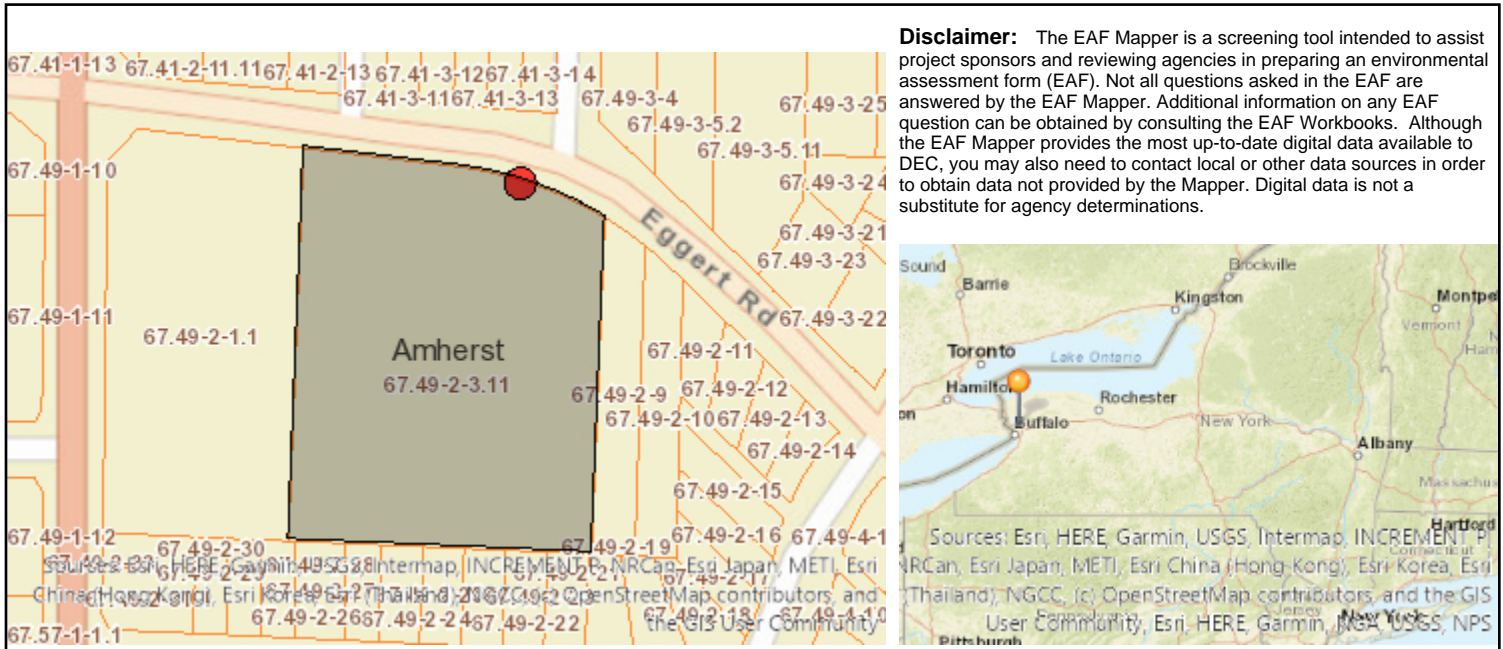 Disclaimer: The EAF Mapper is a screening tool intended to assist
project sponsors and reviewing agencies in preparing an environmental
assessment form (EAF). Not all questions asked in the EAF are
answered by the EAF Mapper. Additional information on any EAF
question can be obtained by consulting the EAF Workbooks. Although
the EAF Mapper provides the most up-to-date digital data available to
DEC, you may also need to contact local or other data sources in order
to obtain data not provided by the Mapper. Digital data is not a
substitute for agency determinations.
67.41-1-13 67.41-2-11.11 67.41-2-13 67.41-3-12 67.41-3-14
67.41-3-11 67.41-3-13 67.49-3-4
67.49-3-25
67.49-3-5.2
67.49-3-5.11
67.49-1-10
67.49-3-24
67.49-3-21
67.49-3-23
Eggert Rd
67.49-1-11
67.49-3-22
67.49-2-1.1
Amherst
67.49-2-3.11
67.49-2-11
67.49-2-9
67.49-2-12
67.49-2-10
67.49-2-13
67.49-2-14
67.49-2-15
67.49-1-12
67.49-2-30
67.49-2-19
67.49-2-16
67.49-4-1
Sources: Esri, HERE, Garmin, USGS, Intermap, INCREMENT P, NRCan, Esri Japan, METI, Esri
China (Hong Kong), Esri Korea, Esri (Thailand), NGCC, (c) OpenStreetMap contributors, and
the GIS User Community
67.49-2-26
67.49-2-24
67.49-2-22
67.49-2-18
67.49-4-10
67.57-1-1.1
Sound
Barrie
Brockville
Kingston
Montpe
Vermont
Toronto
Lake Ontario
Ham
Hamilto
on
Rochester
Buffalo
New York
Albany
Massachus
Hartford
Connecticut
Sources: Esri, HERE, Garmin, USGS, Intermap, INCREMENT P,
NRCan, Esri Japan, METI, Esri China (Hong Kong), Esri Korea, Esri
(Thailand), NGCC, (c) OpenStreetMap contributors, and the GIS
User Community, Esri, HERE, Garmin, NGA, USGS, NPS
Pennsylvania
Jersey
New York
Pittsburgh